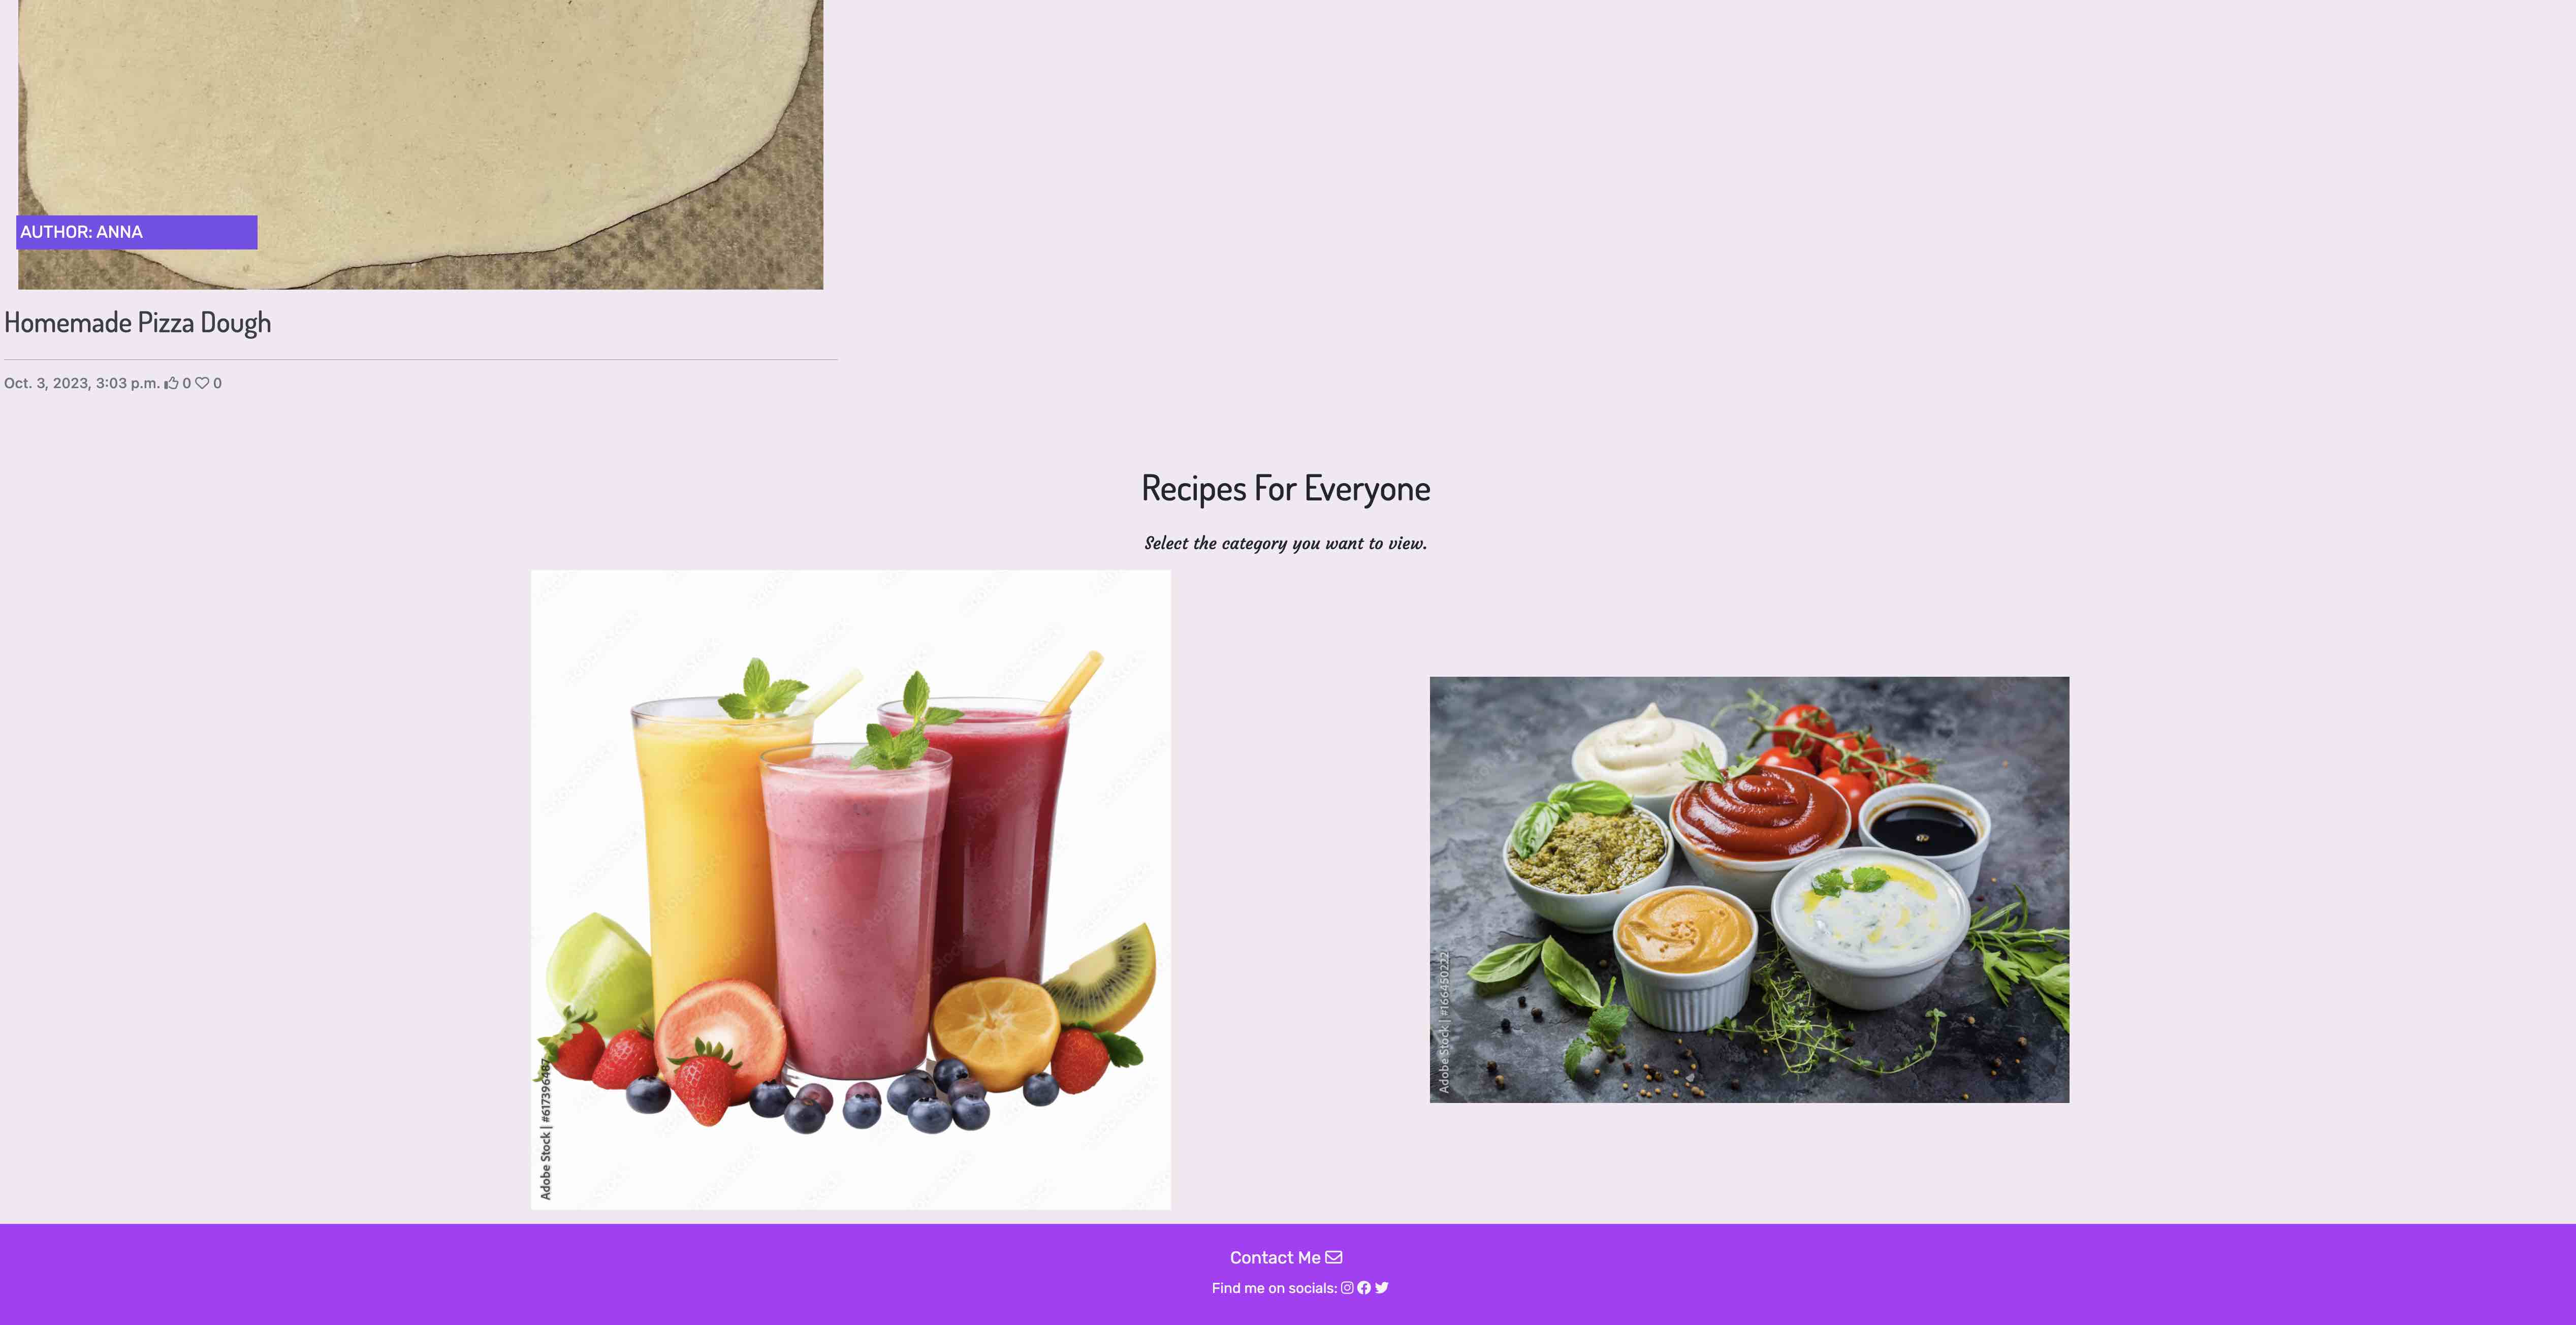 AUTHOR: ANNA
Homemade Pizza Dough
Oct. 3, 2023, 3:03 p.m. 0 0
Recipes For Everyone
Select the category you want to view.
Adobe Stock | #617396487
Adobe Stock | #166450222
Contact Me
Find me on socials: